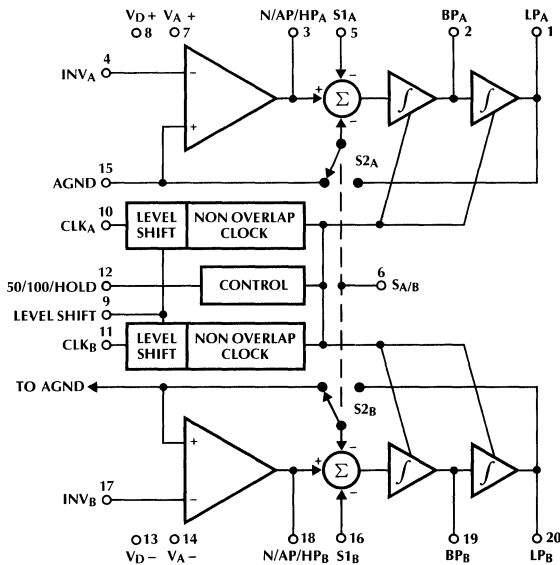 V_D+ V_A+ N/AP/HP_A S1_A BP_A LP_A
8 7 3 5 2 1
4
INV_A
−
+
+ Σ −
−
∫ ∫
S2_A
15
AGND
10
CLK_A
LEVEL SHIFT
NON OVERLAP CLOCK
12
50/100/HOLD
CONTROL
6
S_A/B
9
LEVEL SHIFT
11
CLK_B
LEVEL SHIFT
NON OVERLAP CLOCK
TO AGND
S2_B
+
−
−
+ Σ −
∫ ∫
17
INV_B
13 14 18 16 19 20
V_D− V_A− N/AP/HP_B S1_B BP_B LP_B